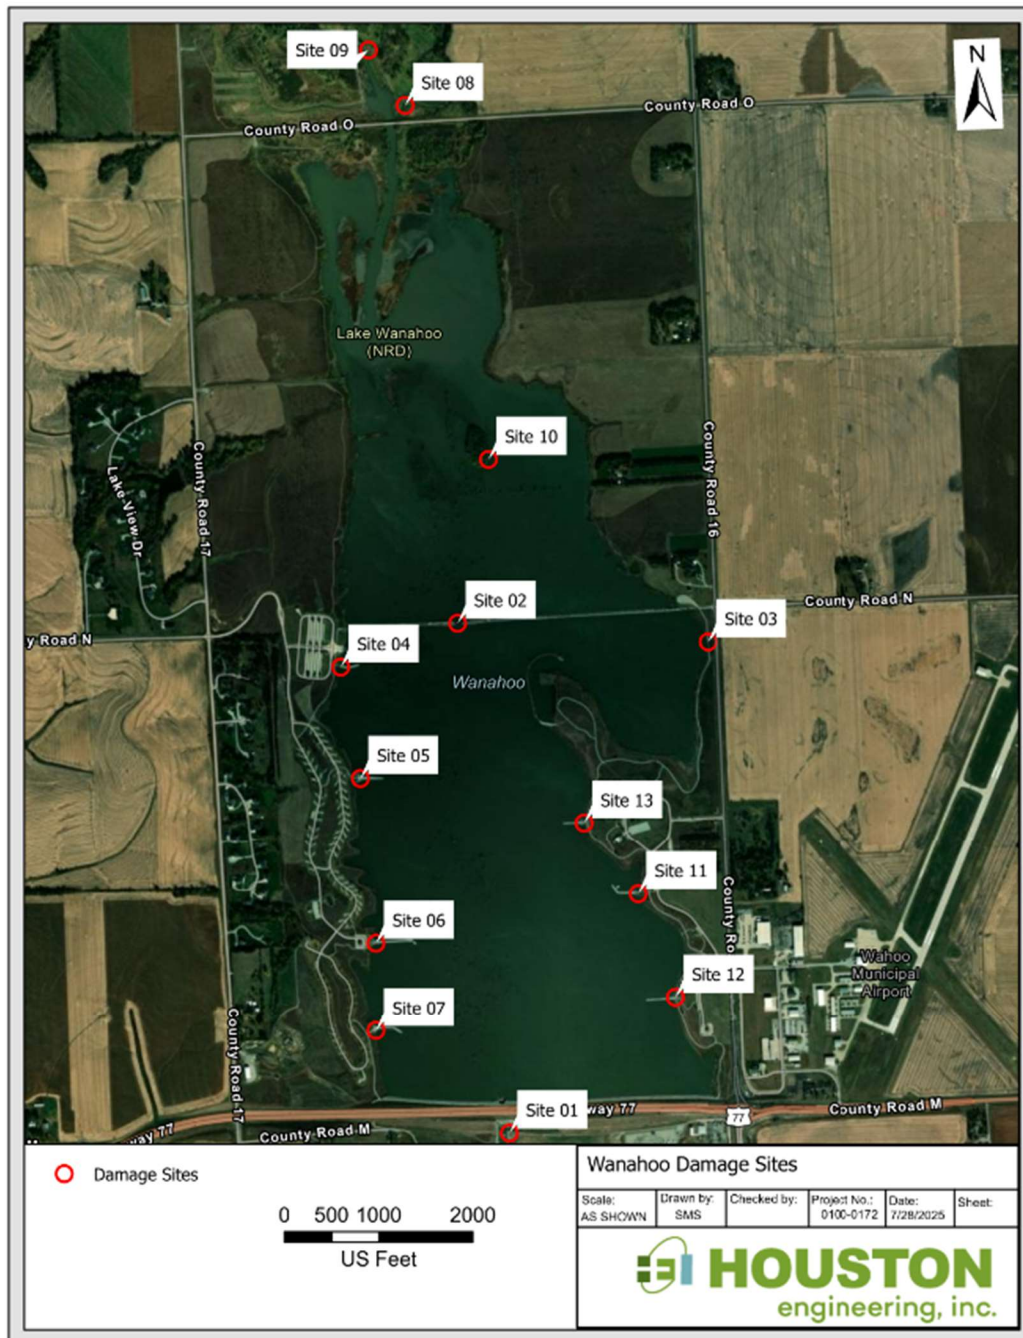 Site 09
N
Site 08
County Road O
County Road O
Lake Wanahoo
(NRD)
Site 10
County Road 17
Lake View Dr
County Road 16
Site 02
County Road N
y Road N
Site 03
Site 04
Wanahoo
Site 05
Site 13
Site 11
County Ro
Site 06
Wahoo
Municipal
Airport
Site 12
Site 07
County Road 17
Site 01
way 77
County Road M
77
way 77
County Road M
Damage Sites
0 500 1000 2000
US Feet
Wanahoo Damage Sites
Scale: Drawn by: Checked by: Project No.: Date: Sheet:
AS SHOWN SMS 0100-0172 7/28/2025
HOUSTON
engineering, inc.